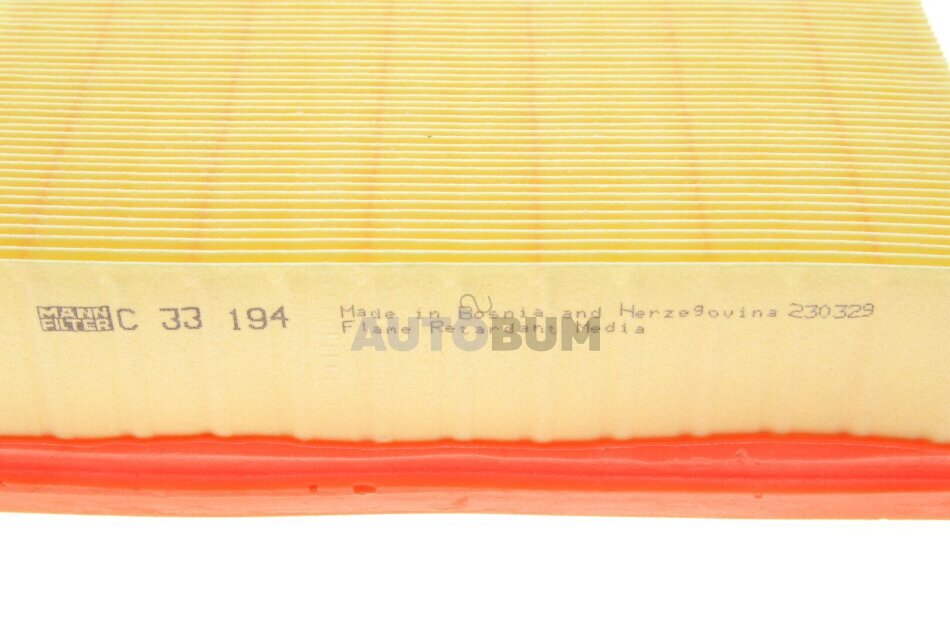 MANN FILTER C 33 194
Made in Bosnia and Herzegovina 230329
Flame Retardant Media
AUTOBUM